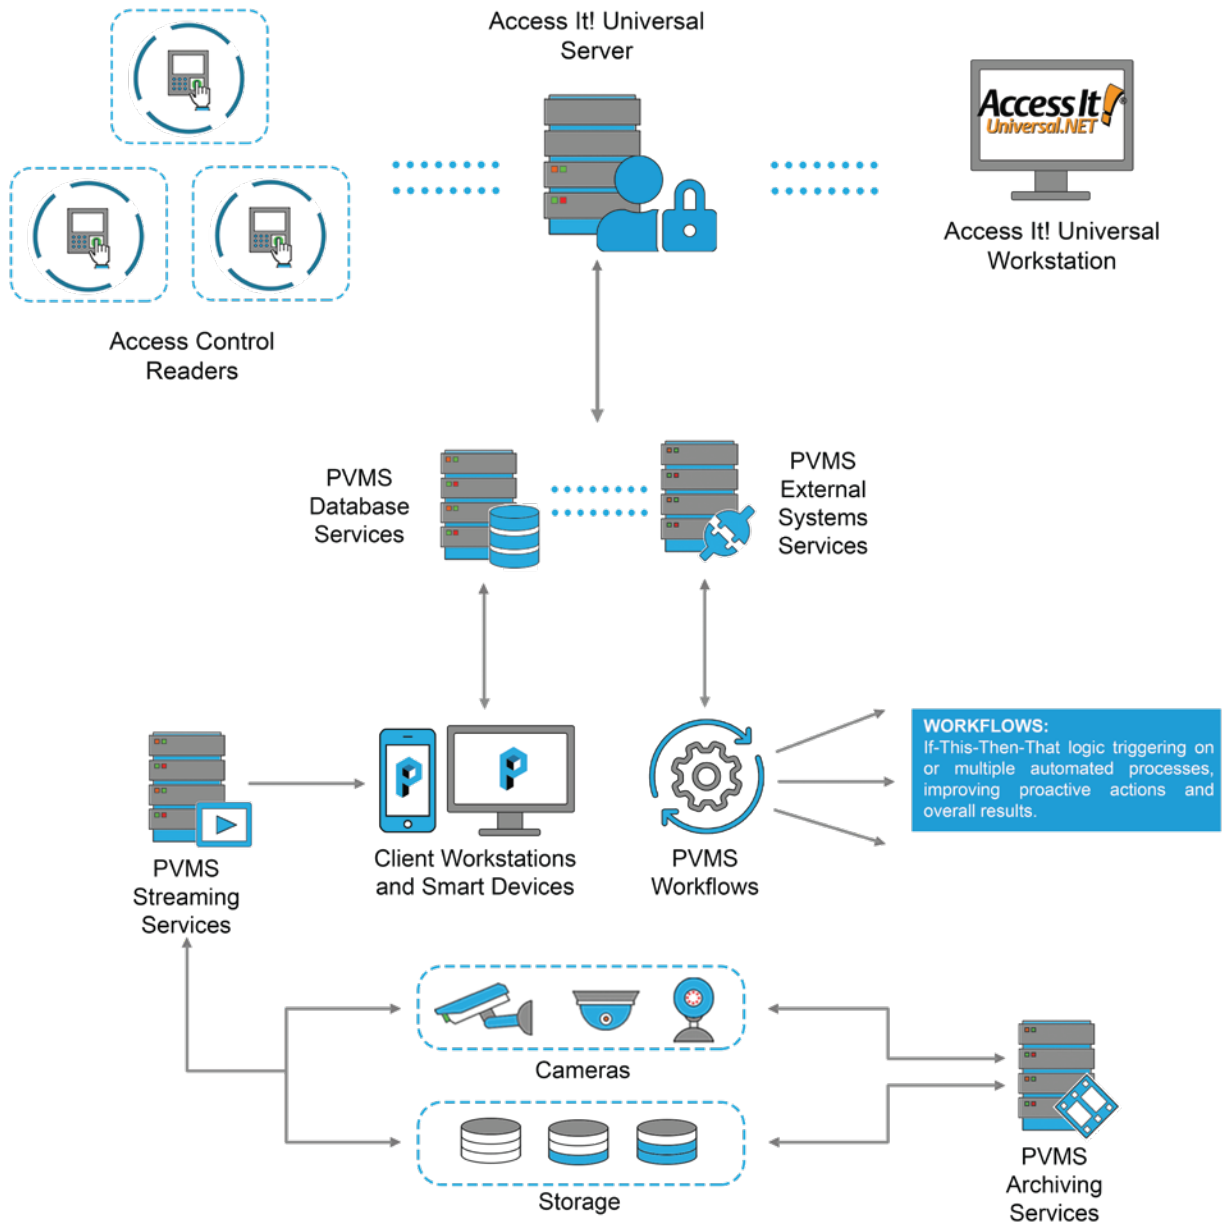 Access It! Universal
Server
Access It!
Universal.NET
Access It! Universal
Workstation
Access Control
Readers
PVMS
Database
Services
PVMS
External
Systems
Services
WORKFLOWS:
If-This-Then-That logic triggering on
or multiple automated processes,
improving proactive actions and
overall results.
PVMS
Streaming
Services
Client Workstations
and Smart Devices
PVMS
Workflows
Cameras
Storage
PVMS
Archiving
Services